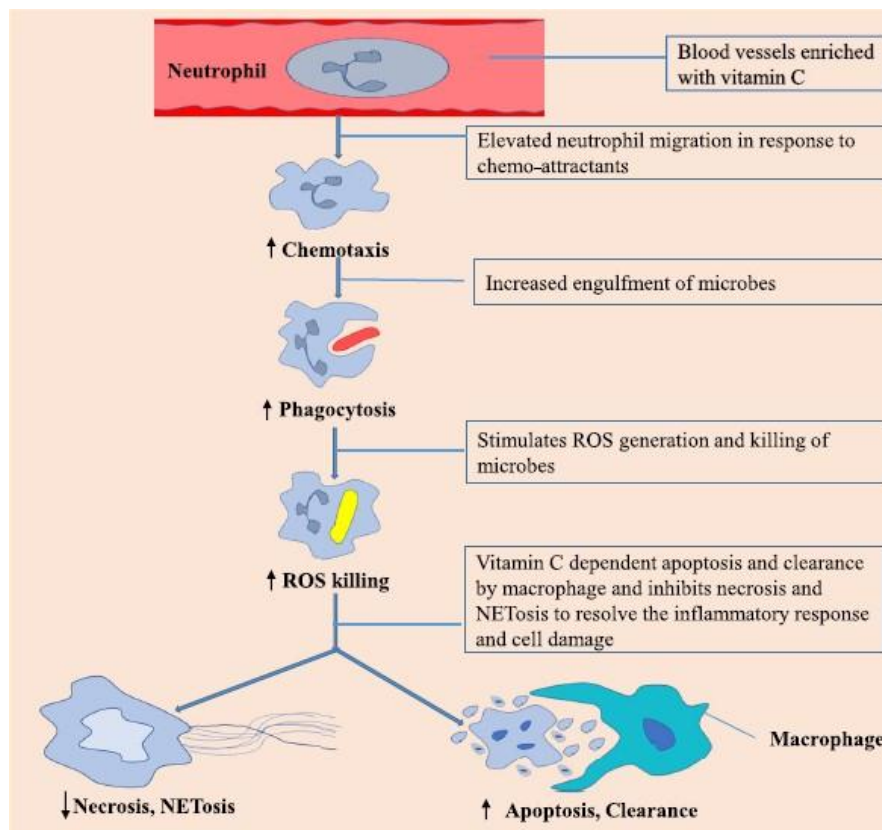 Neutrophil
Blood vessels enriched
with vitamin C
Elevated neutrophil migration in response to
chemo-attractants
↑ Chemotaxis
Increased engulfment of microbes
↑ Phagocytosis
Stimulates ROS generation and killing of
microbes
↑ ROS killing
Vitamin C dependent apoptosis and clearance
by macrophage and inhibits necrosis and
NETosis to resolve the inflammatory response
and cell damage
Macrophage
↓ Necrosis, NETosis
↑ Apoptosis, Clearance